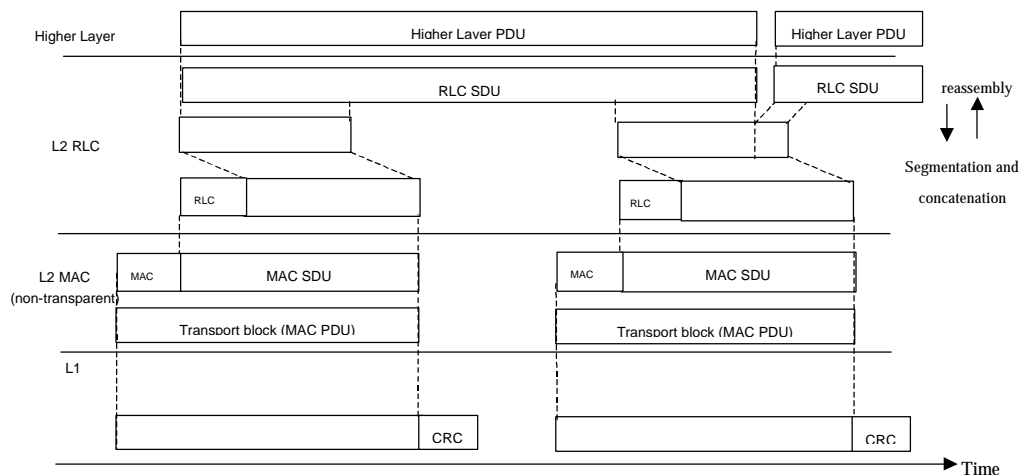 Higher Layer
Higher Layer PDU
Higher Layer PDU
RLC SDU
RLC SDU
reassembly
L2 RLC
Segmentation and
concatenation
RLC
RLC
L2 MAC
(non-transparent)
MAC
MAC SDU
MAC
MAC SDU
Transport block (MAC PDU)
Transport block (MAC PDU)
L1
CRC
CRC
Time